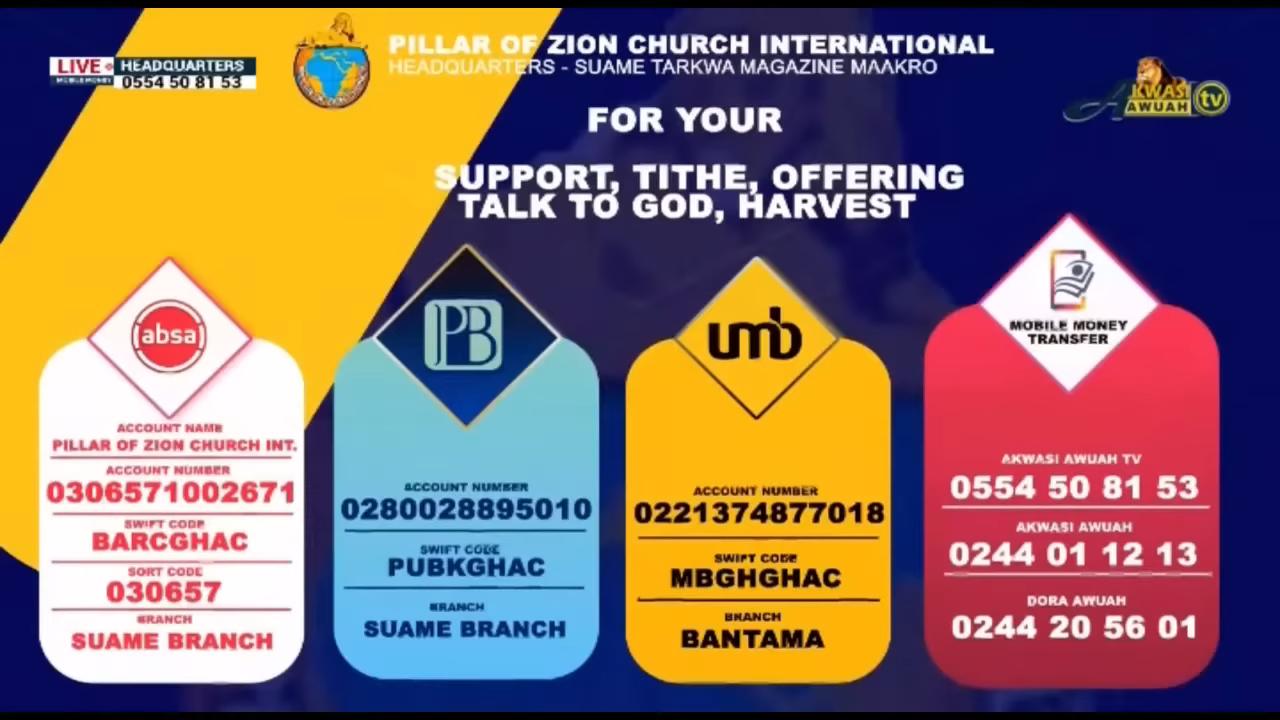 LIVE
HEADQUARTERS
MOBILE MONEY
0554 50 81 53
PILLAR OF ZION CHURCH INTERNATIONAL
HEADQUARTERS - SUAME TARKWA MAGAZINE MAAKRO
AKWASI
AWUAH tv
FOR YOUR
SUPPORT, TITHE, OFFERING
TALK TO GOD, HARVEST
absa
ACCOUNT NAME
PILLAR OF ZION CHURCH INT.
ACCOUNT NUMBER
0306571002671
SWIFT CODE
BARCGHAC
SORT CODE
030657
BRANCH
SUAME BRANCH
PB
ACCOUNT NUMBER
0280028895010
SWIFT CODE
PUBKGHAC
BRANCH
SUAME BRANCH
umb
ACCOUNT NUMBER
0221374877018
SWIFT CODE
MBGHGHAC
BRANCH
BANTAMA
MOBILE MONEY
TRANSFER
AKWASI AWUAH TV
0554 50 81 53
AKWASI AWUAH
0244 01 12 13
DORA AWUAH
0244 20 56 01